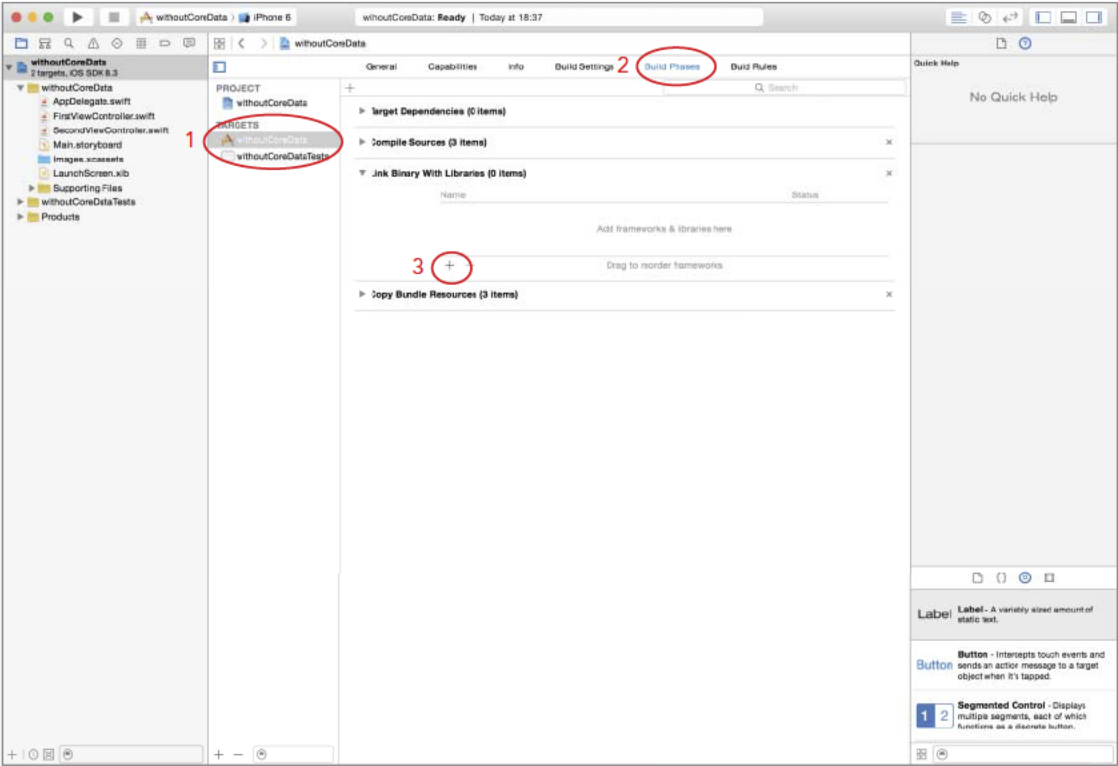 withoutCoreData
iPhone 6
wihoutCoreData: Ready | Today at 18:37
withoutCoreData
2 targets, iOS SDK 8.3
withoutCoreData
AppDelegate.swift
FirstViewController.swift
SecondViewController.swift
Main.storyboard
Images.xcassets
LaunchScreen.xib
Supporting Files
withoutCoreDataTests
Products
withoutCoreData
General
Capabilities
Info
Build Settings
2
Build Phases
Build Rules
PROJECT
withoutCoreData
TARGETS
1
withoutCoreData
withoutCoreDataTests
Search
Target Dependencies (0 items)
Compile Sources (3 items)
Link Binary With Libraries (0 items)
Name
Status
Add frameworks & libraries here
3
+
Drag to reorder frameworks
Copy Bundle Resources (3 items)
Quick Help
No Quick Help
Label
Label - A variably sized amount of
static text.
Button
Button - Intercepts touch events and
sends an action message to a target
object when it's tapped.
1 2
Segmented Control - Displays
multiple segments, each of which
functions as a discrete button.